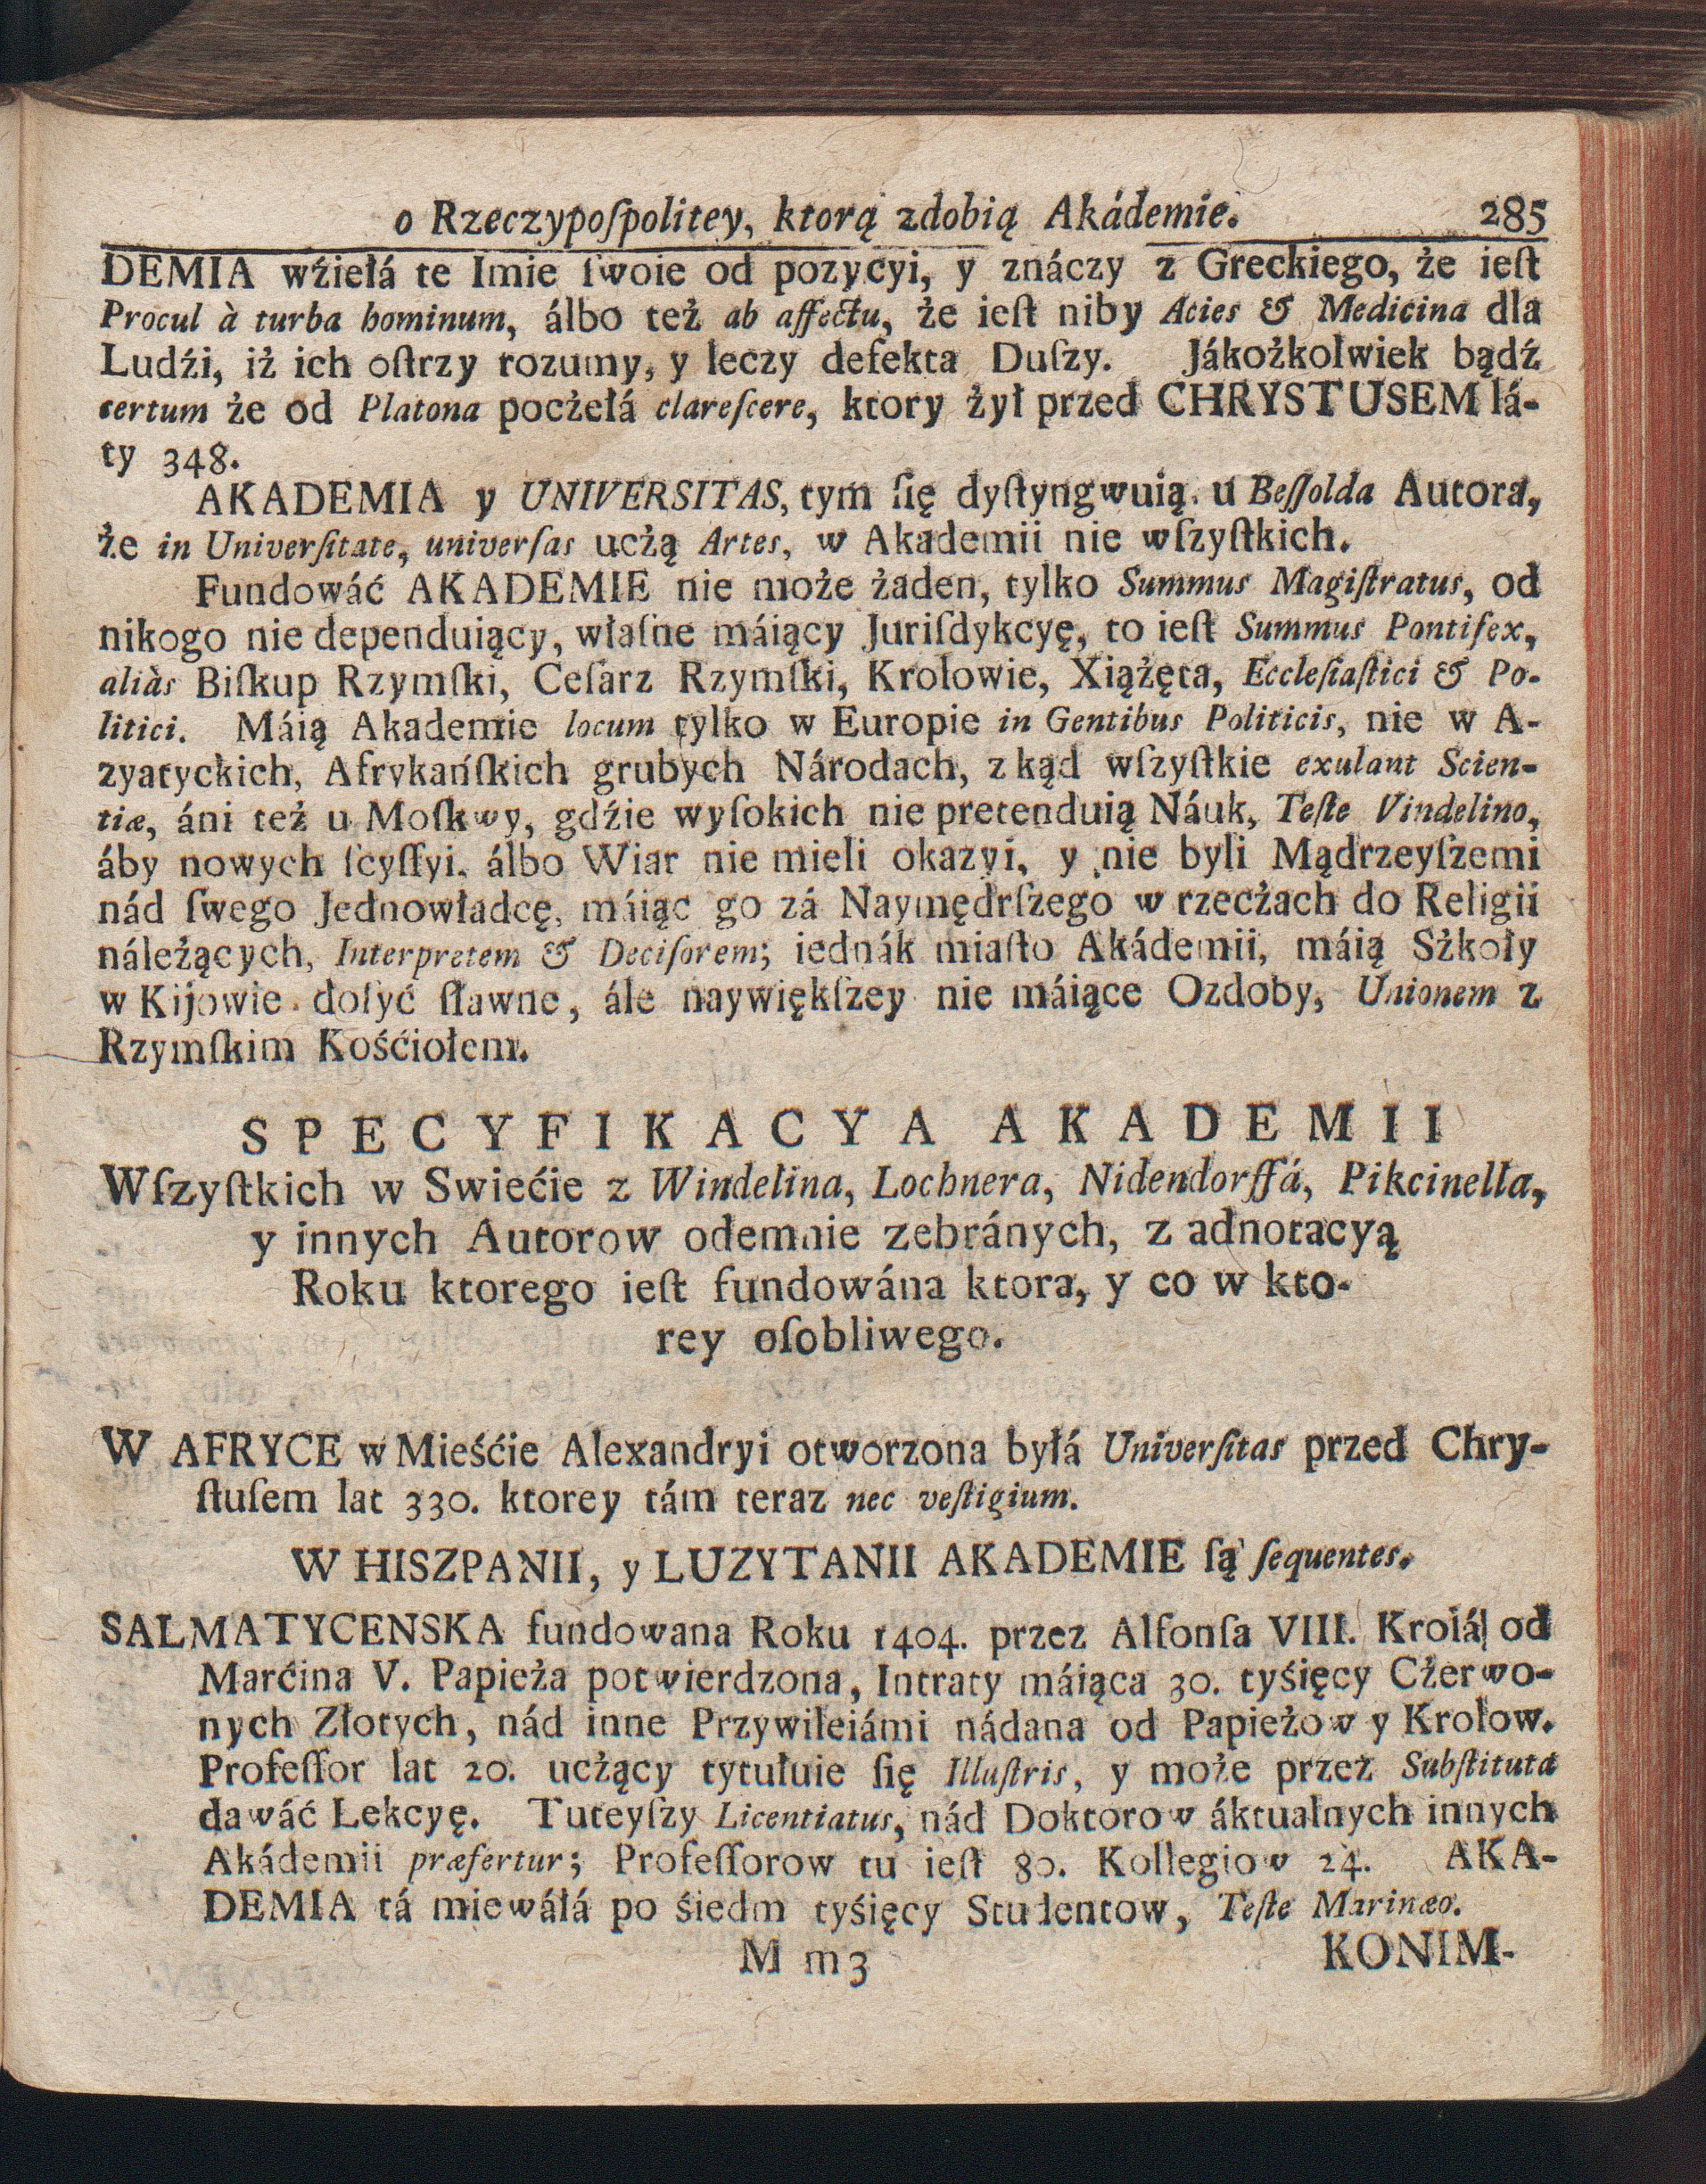 o Rzeczypoſpolitey, ktorą zdobią Akádemie. 285
DEMIA wźiełá te Imie ſwoie od pozycyi, y znáczy z Greckiego, że ieſt
Procul à turba hominum, álbo też ab affectu, że ieſt niby Acies & Medicina dla
Ludźi, iż ich oſtrzy rozumy, y leczy defekta Duſzy. Jákożkolwiek bądź
certum że od Platona poczełá clareſcere, ktory żył przed CHRYSTUSEM lá-
ty 348.
AKADEMIA y UNIVERSITAS, tym ſię dyſtyngwuią u Beſſolda Autora,
że in Univerſitate, univerſas uczą Artes, w Akademii nie wſzyſtkich.
Fundowáć AKADEMIE nie może żaden, tylko Summus Magiſtratus, od
nikogo nie dependuiący, właſne máiący Juriſdykcyę, to ieſt Summus Pontifex,
aliàs Biſkup Rzymſki, Ceſarz Rzymſki, Krolowie, Xiążęta, Eccleſiaſtici & Po-
litici. Máią Akademie locum tylko w Europie in Gentibus Politicis, nie w A-
zyatyckich, Afrykańſkich grubych Národach, z kąd wſzyſtkie exulant Scien-
tiæ, áni też u Moſkwy, gdźie wyſokich nie pretenduią Náuk, Teſte Vindelino,
áby nowych ſcyſſyi. álbo Wiar nie mieli okazyi, y nie byli Mądrzeyſzemi
nád ſwego Jednowładcę, máiąc go zá Naymędrſzego w rzeczach do Religii
náleżących, Interpretem & Deciſorem; iednák miaſto Akádemii, máią Sżkoły
w Kijowie doſyć ſławne, ále naywiękſzey nie máiące Ozdoby, Unionem z
Rzymſkim Kośćiołem.
SPECYFIKACYA AKADEMII
Wſzyſtkich w Swiećie z Windelina, Lochnera, Nidendorffá, Pikcinella,
y innych Autorow odemnie zebránych, z adnotacyą
Roku ktorego ieſt fundowána ktora, y co w kto-
rey oſobliwego.
W AFRYCE w Mieśćie Alexandryi otworzona byłá Univerſitas przed Chry-
ſtuſem lat 330. ktorey tám teraz nec veſtigium.
W HISZPANII, y LUZYTANII AKADEMIE ſą ſequentes.
SALMATYCENSKA fundowana Roku 1404. przez Alfonſa VIII. Krolá od
Marćina V. Papieża potwierdzona, Intraty máiąca 30. tyśięcy Cżerwo-
nych Złotych, nád inne Przywileiámi nádana od Papieżow y Krolow.
Profeſſor lat 20. ucżący tytułuie ſię Illuſtris, y może przez Subſtituta
dawáć Lekcyę. Tuteyſzy Licentiatus, nád Doktorow áktualnych innych
Akádemii præfertur; Profeſſorow tu ieſt 80. Kollegiow 24. AKA-
DEMIA tá miewáłá po śiedm tyśięcy Studentow, Teſte Marinæo.
M m 3 KONIM-